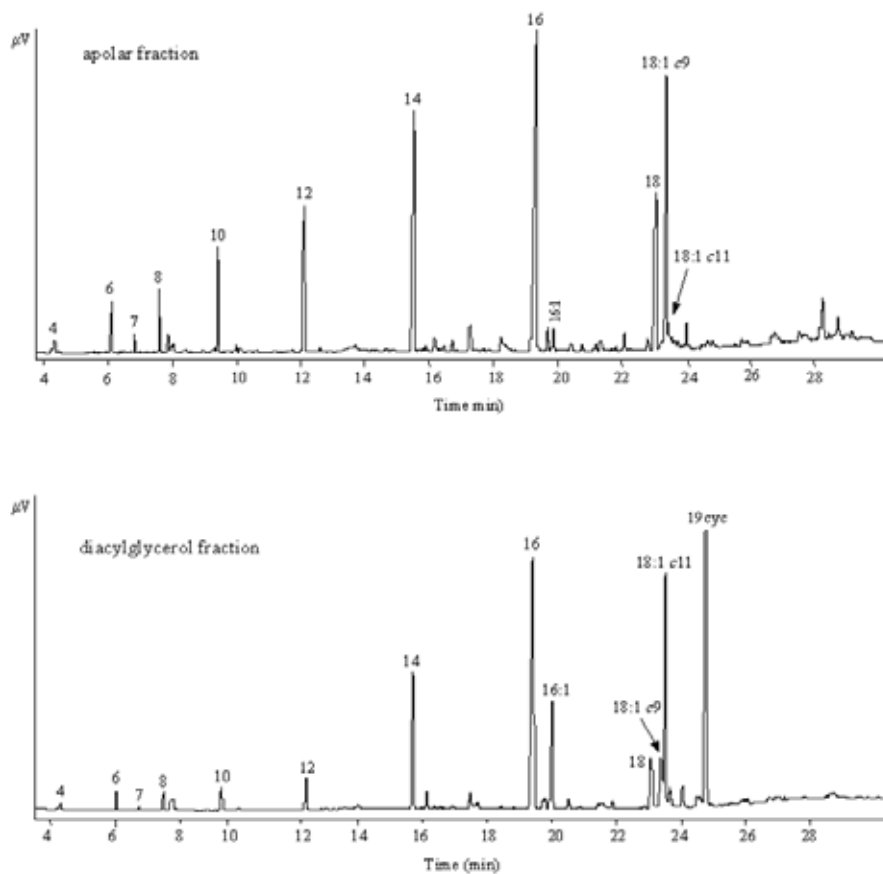 μV
apolar fraction
4
6
7
8
10
12
14
16
16:1
18
18:1 c9
18:1 c11
4 6 8 10 12 14 16 18 20 22 24 26 28
Time min)
μV
diacylglycerol fraction
4
6
7
8
10
12
14
16
16:1
18
18:1 c9
18:1 c11
19cyc
4 6 8 10 12 14 16 18 20 22 24 26 28
Time (min)